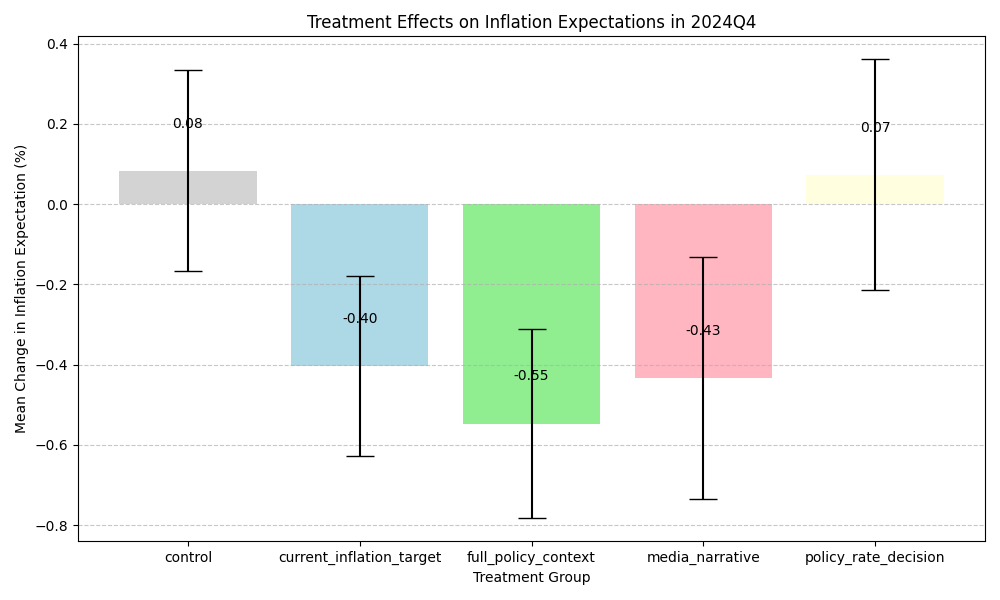 Treatment Effects on Inflation Expectations in 2024Q4
Mean Change in Inflation Expectation (%)
0.4
0.2
0.0
−0.2
−0.4
−0.6
−0.8
0.08
-0.40
-0.55
-0.43
0.07
control
current_inflation_target
full_policy_context
media_narrative
policy_rate_decision
Treatment Group